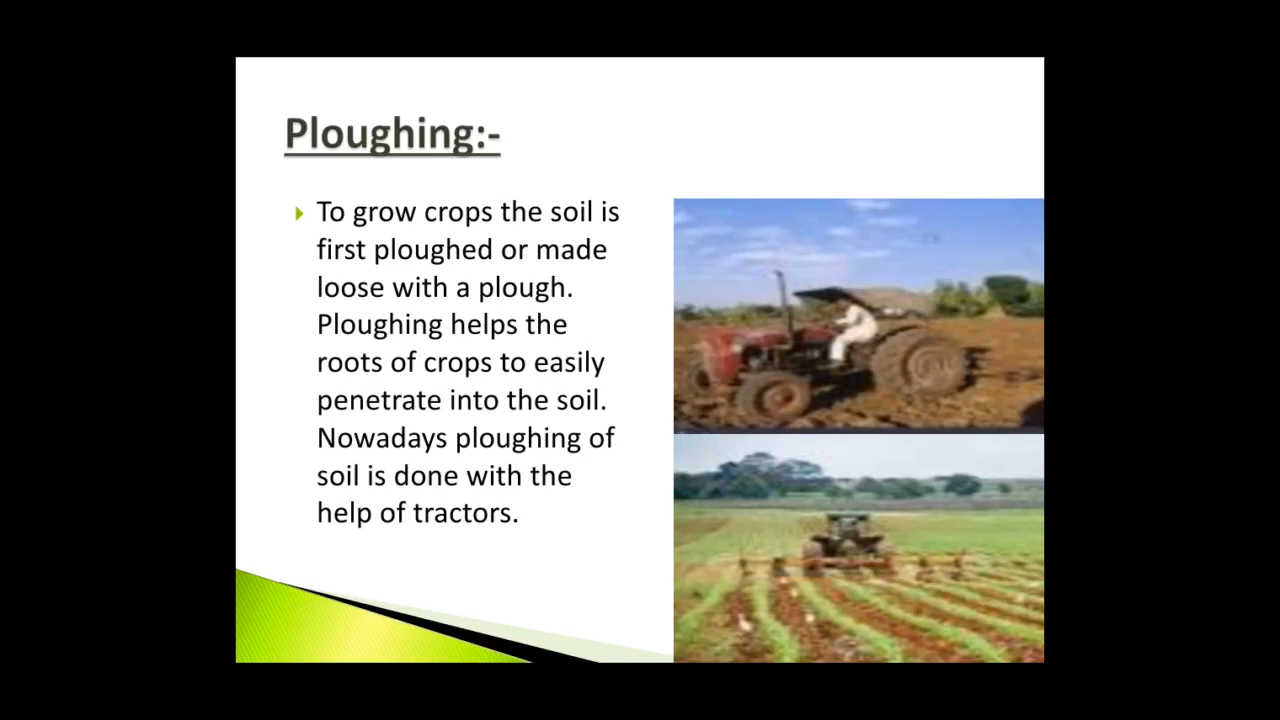 Ploughing:-
To grow crops the soil is
first ploughed or made
loose with a plough.
Ploughing helps the
roots of crops to easily
penetrate into the soil.
Nowadays ploughing of
soil is done with the
help of tractors.